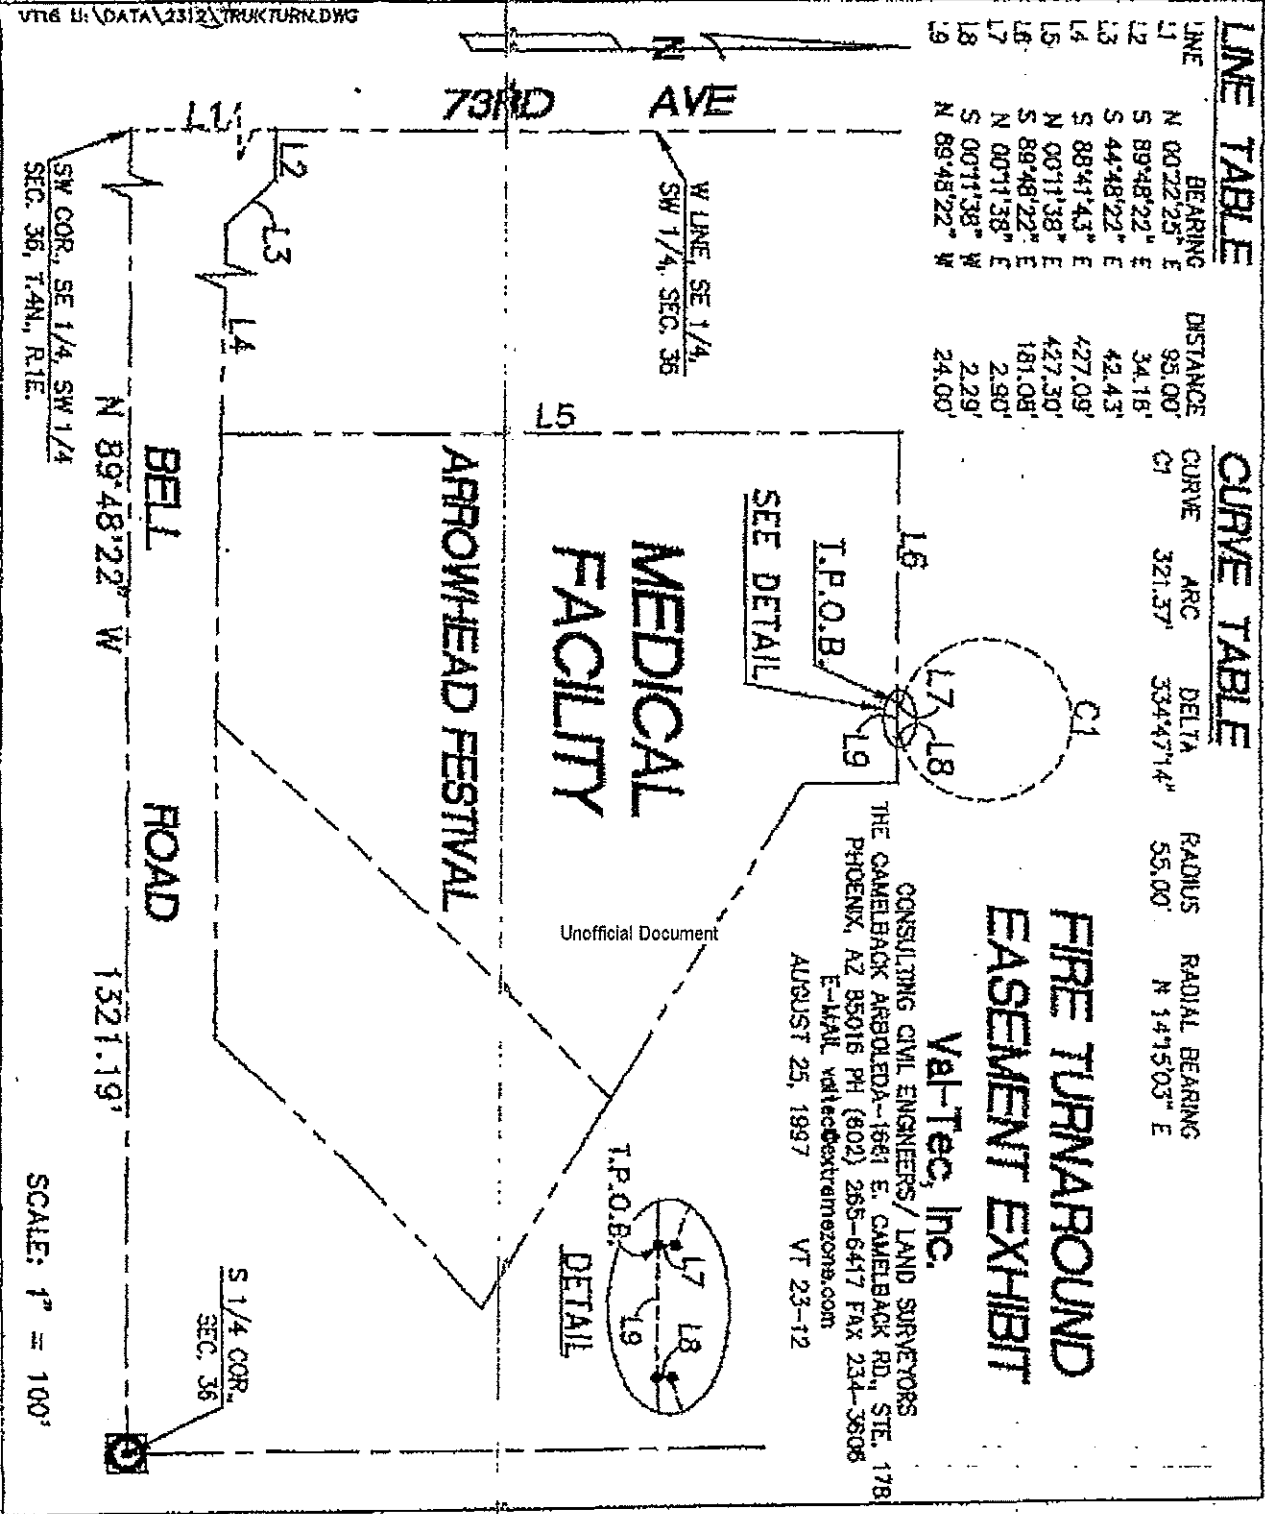 VT16 U:\DATA\2312\TRUKTURN.DWG
LINE TABLE
LINE BEARING DISTANCE
L1 N 00°22'25" E 95.00'
L2 S 89°48'22" E 34.18'
L3 S 44°48'22" E 42.43'
L4 S 88°41'43" E 427.09'
L5 N 00°11'38" E 427.30'
L6 S 89°48'22" E 181.08'
L7 N 00°11'38" E 2.90'
L8 S 00°11'38" W 2.29'
L9 N 89°48'22" W 24.00'
CURVE TABLE
CURVE ARC DELTA RADIUS RADIAL BEARING
C1 321.37' 334°47'14" 55.00' N 14°15'03" E
FIRE TURNAROUND
EASEMENT EXHIBIT
Val-Tec, Inc.
CONSULTING CIVIL ENGINEERS/ LAND SURVEYORS
THE CAMELBACK ARBOLEDA-1661 E. CAMELBACK RD., STE. 178
PHOENIX, AZ 85016 PH (602) 265-6417 FAX 234-3606
E-MAIL valtec@extremezone.com
AUGUST 25, 1997 VT 23-12
N
73RD AVE
W LINE, SE 1/4,
SW 1/4, SEC. 36
L1
L2
L3
L4
L5
L6
L7
L8
L9
C1
T.P.O.B.
SEE DETAIL
MEDICAL
FACILITY
ARROWHEAD FESTIVAL
Unofficial Document
T.P.O.B.
L7
L8
L9
DETAIL
BELL ROAD
N 89°48'22" W 1321.19'
SW COR., SE 1/4, SW 1/4
SEC. 36, T.4N., R.1E.
S 1/4 COR.,
SEC. 36
SCALE: 1" = 100'